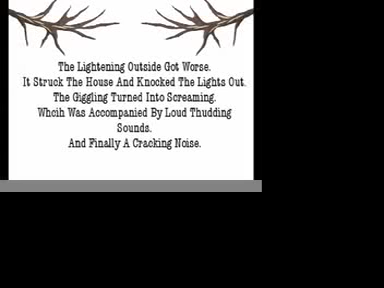 The Lightening Outside Got Worse.
It Struck The House And Knocked The Lights Out.
The Giggling Turned Into Screaming.
Whcih Was Accompanied By Loud Thudding
Sounds.
And Finally A Cracking Noise.